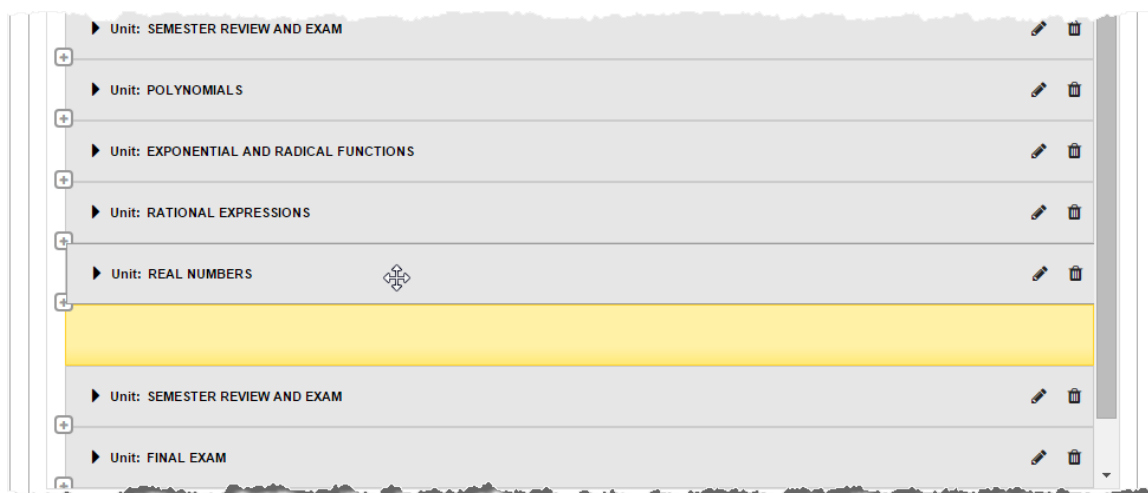 Unit: SEMESTER REVIEW AND EXAM
Unit: POLYNOMIALS
Unit: EXPONENTIAL AND RADICAL FUNCTIONS
Unit: RATIONAL EXPRESSIONS
Unit: REAL NUMBERS
Unit: SEMESTER REVIEW AND EXAM
Unit: FINAL EXAM